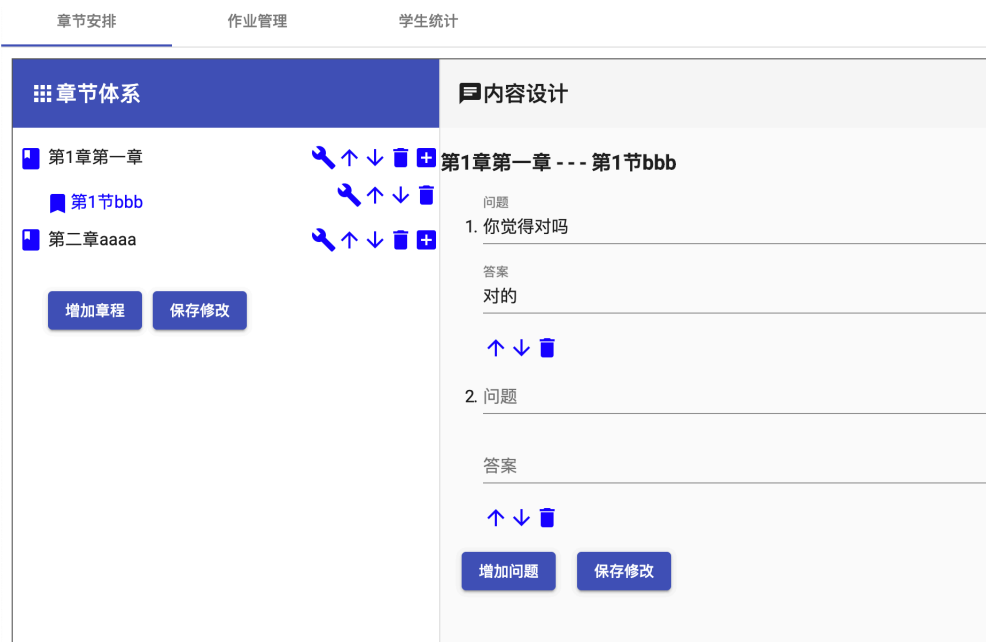 章节安排 作业管理 学生统计
章节体系
第1章第一章
第1节bbb
第二章aaaa
增加章程 保存修改
内容设计
第1章第一章 - - - 第1节bbb
问题
1. 你觉得对吗
答案
对的
2. 问题
答案
增加问题 保存修改